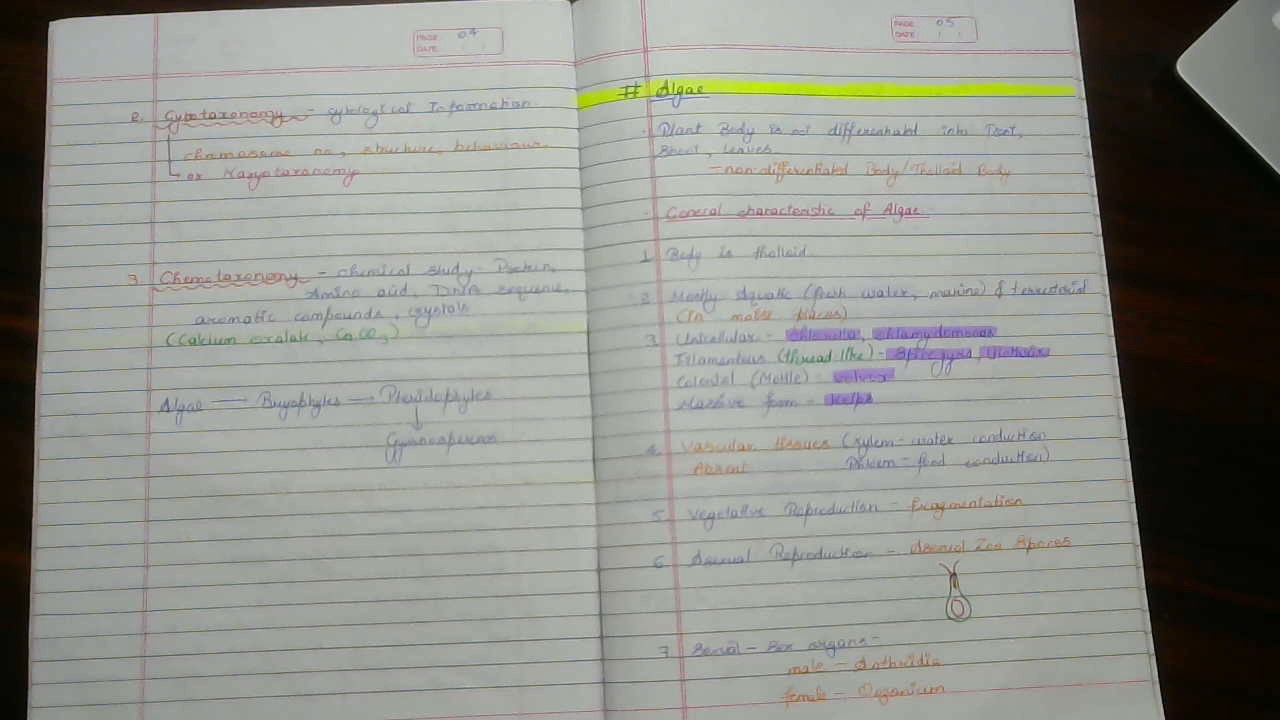 PAGE 04
DATE
2. Cytotaxonomy - cytological Information
chomosome no, structure, behaviour.
or Karyotaxonomy
3. Chemotaxonomy - chemical study- Protein,
Amino acid, DNA sequence,
aromatic compounds, crystals
(Calcium oxalate, CaCO3)
Algae → Bryophytes → Pteridophytes
↓
Gymnosperms
PAGE 05
DATE
# Algae
Plant Body is not differentiated into Root,
Shoot, Leaves
- non-differentiated Body/Thalloid Body
General characteristic of Algae
1. Body is thalloid
2. Mostly Aquatic (fresh water, marine) & terrestrial
(In moist places)
3. Unicellular - chlorella, chlamydomonas
Filamentous (thread like) - Spirogyra, Ulothrix
Colonial (Motile) - volvox
Massive form - kelps
4. Vascular tissues (xylem - water conduction
Absent Phloem - food conduction)
5. Vegetative Reproduction - fragmentation
6. Asexual Reproduction - Asexual Zoo Spores
7. Sexual - Sex organs -
male - Anthridia
female - Organium